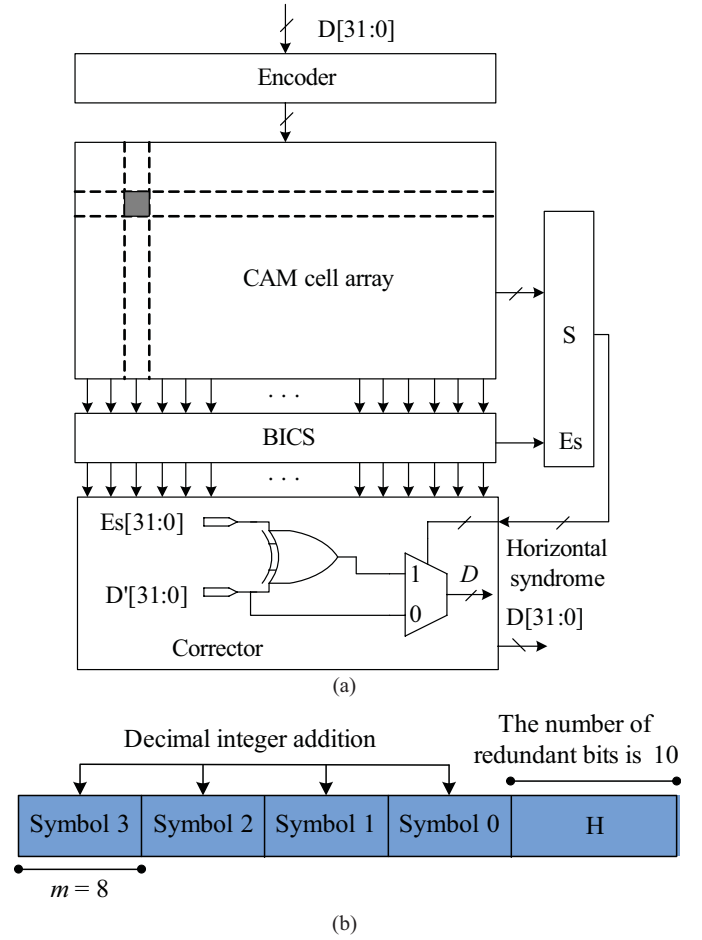 D[31:0]
Encoder
CAM cell array
S
. . .
BICS
Es
. . .
Es[31:0]
D'[31:0]
1
0
D
Horizontal
syndrome
D[31:0]
Corrector
(a)
The number of
redundant bits is 10
Decimal integer addition
Symbol 3 Symbol 2 Symbol 1 Symbol 0 H
m = 8
(b)